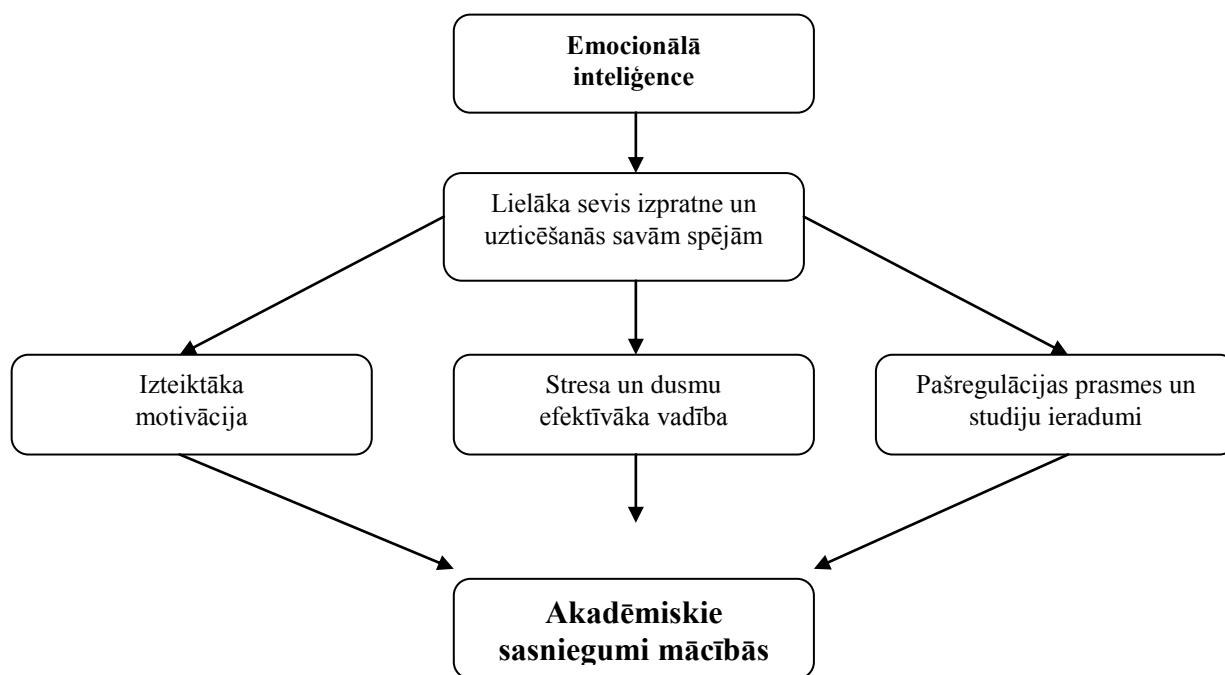 Emocionālā
inteliģence
Lielāka sevis izpratne un
uzticēšanās savām spējām
Izteiktāka
motivācija
Stresa un dusmu
efektīvāka vadība
Pašregulācijas prasmes un
studiju ieradumi
Akadēmiskie
sasniegumi mācībās